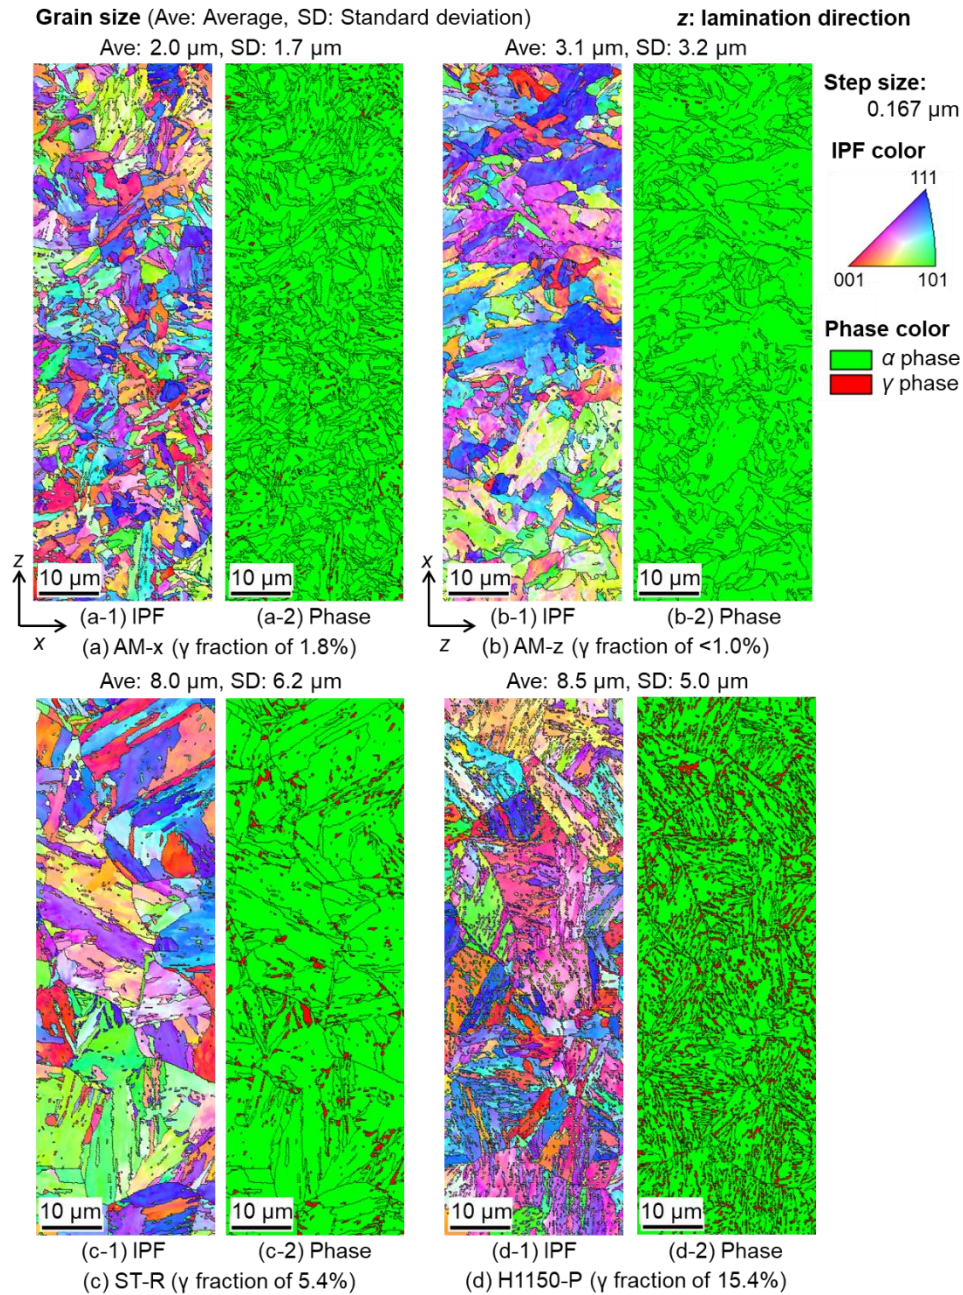 Grain size (Ave: Average, SD: Standard deviation)
z: lamination direction
Ave: 2.0 μm, SD: 1.7 μm
Ave: 3.1 μm, SD: 3.2 μm
Step size:
0.167 μm
IPF color
111
001
101
Phase color
α phase
γ phase
z
x
10 μm
10 μm
x
z
10 μm
10 μm
(a-1) IPF
(a-2) Phase
(b-1) IPF
(b-2) Phase
(a) AM-x (γ fraction of 1.8%)
(b) AM-z (γ fraction of <1.0%)
Ave: 8.0 μm, SD: 6.2 μm
Ave: 8.5 μm, SD: 5.0 μm
10 μm
10 μm
10 μm
10 μm
(c-1) IPF
(c-2) Phase
(d-1) IPF
(d-2) Phase
(c) ST-R (γ fraction of 5.4%)
(d) H1150-P (γ fraction of 15.4%)